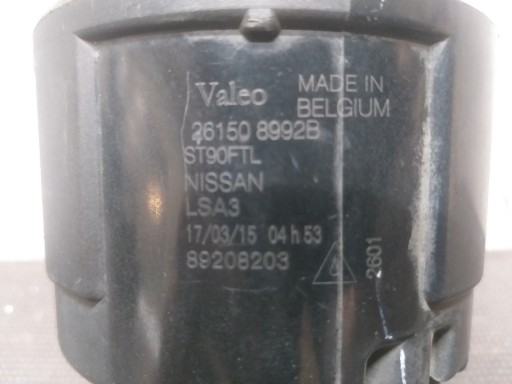 Valeo
MADE IN
BELGIUM
26150 8992B
ST90FTL
NISSAN
LSA3
17/03/15 04 h 53
89208203
2601